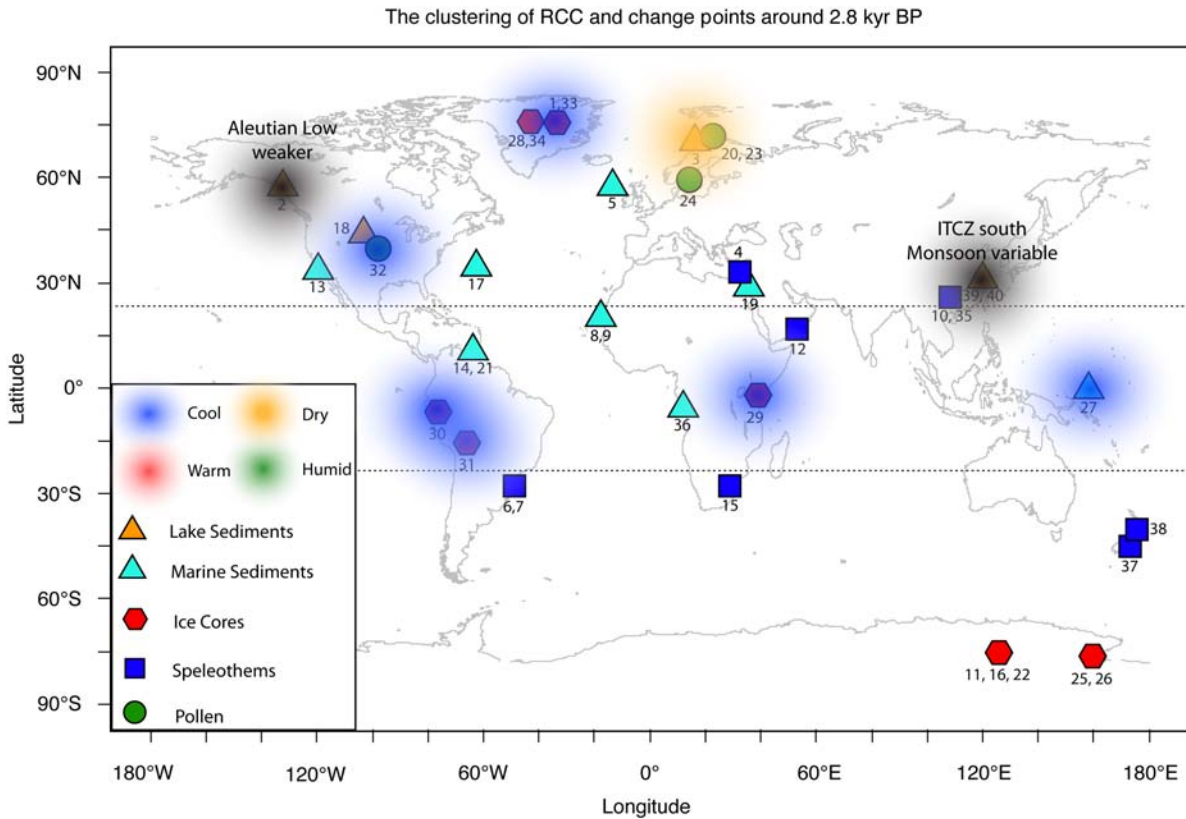 The clustering of RCC and change points around 2.8 kyr BP
90°N
60°N
30°N
0°
30°S
60°S
90°S
Latitude
Aleutian Low
weaker
2
1,33
28,34
3
20, 23
24
5
18
32
13
17
4
19
ITCZ south
Monsoon variable
39, 40
10, 35
8,9
12
14, 21
27
36
29
30
31
6,7
15
38
37
11, 16, 22
25, 26
Cool
Dry
Warm
Humid
Lake Sediments
Marine Sediments
Ice Cores
Speleothems
Pollen
180°W
120°W
60°W
0°
60°E
120°E
180°E
Longitude